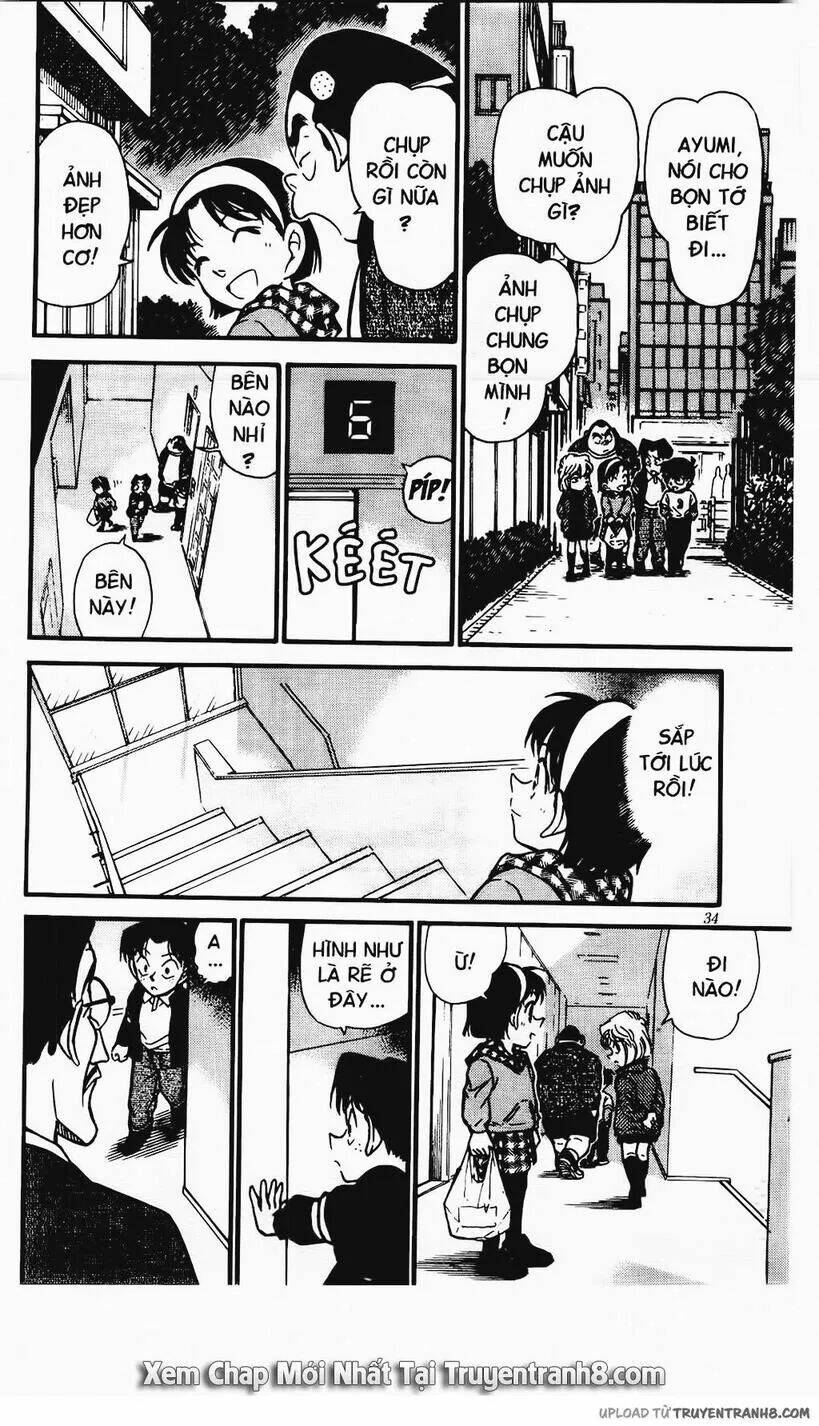 AYUMI,
NÓI CHO
BỌN TỚ
BIẾT
ĐI...
CẬU
MUỐN
CHỤP ẢNH
GÌ?
ẢNH
CHỤP
CHUNG
BỌN
MÌNH
!
CHỤP
RỒI CÒN
GÌ NỮA
?
ẢNH
ĐẸP
HƠN
CƠ!
6
PÍP!
KÉÉT
BÊN
NÀO
NHỈ
?
BÊN
NÀY!
SẮP
TỚI LÚC
RỒI!
34
ĐI
NÀO!
Ừ!
HÌNH NHƯ
LÀ RẼ Ở
ĐÂY...
A
...
Xem Chap Mới Nhất Tại Truyentranh8.com
UPLOAD TỪ TRUYENTRANH8.COM